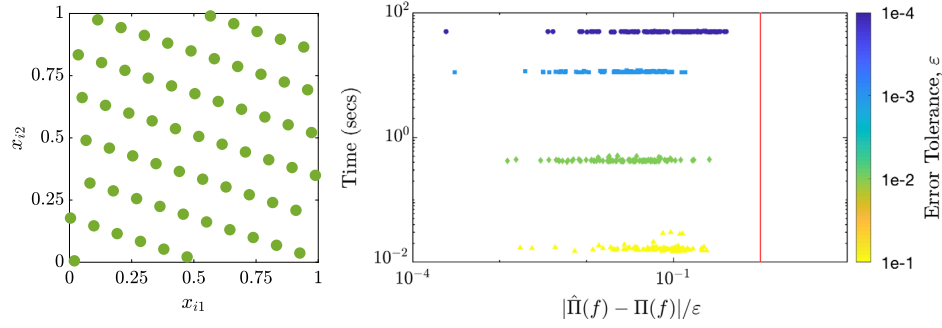 1
0.75
0.5
0.25
0
x_{i2}
0 0.25 0.5 0.75 1
x_{i1}
10^2
10^0
10^{-2}
Time (secs)
10^{-4} 10^{-1}
|\hat{Π}(f) − Π(f)|/ε
1e-4
1e-3
1e-2
1e-1
Error Tolerance, ε